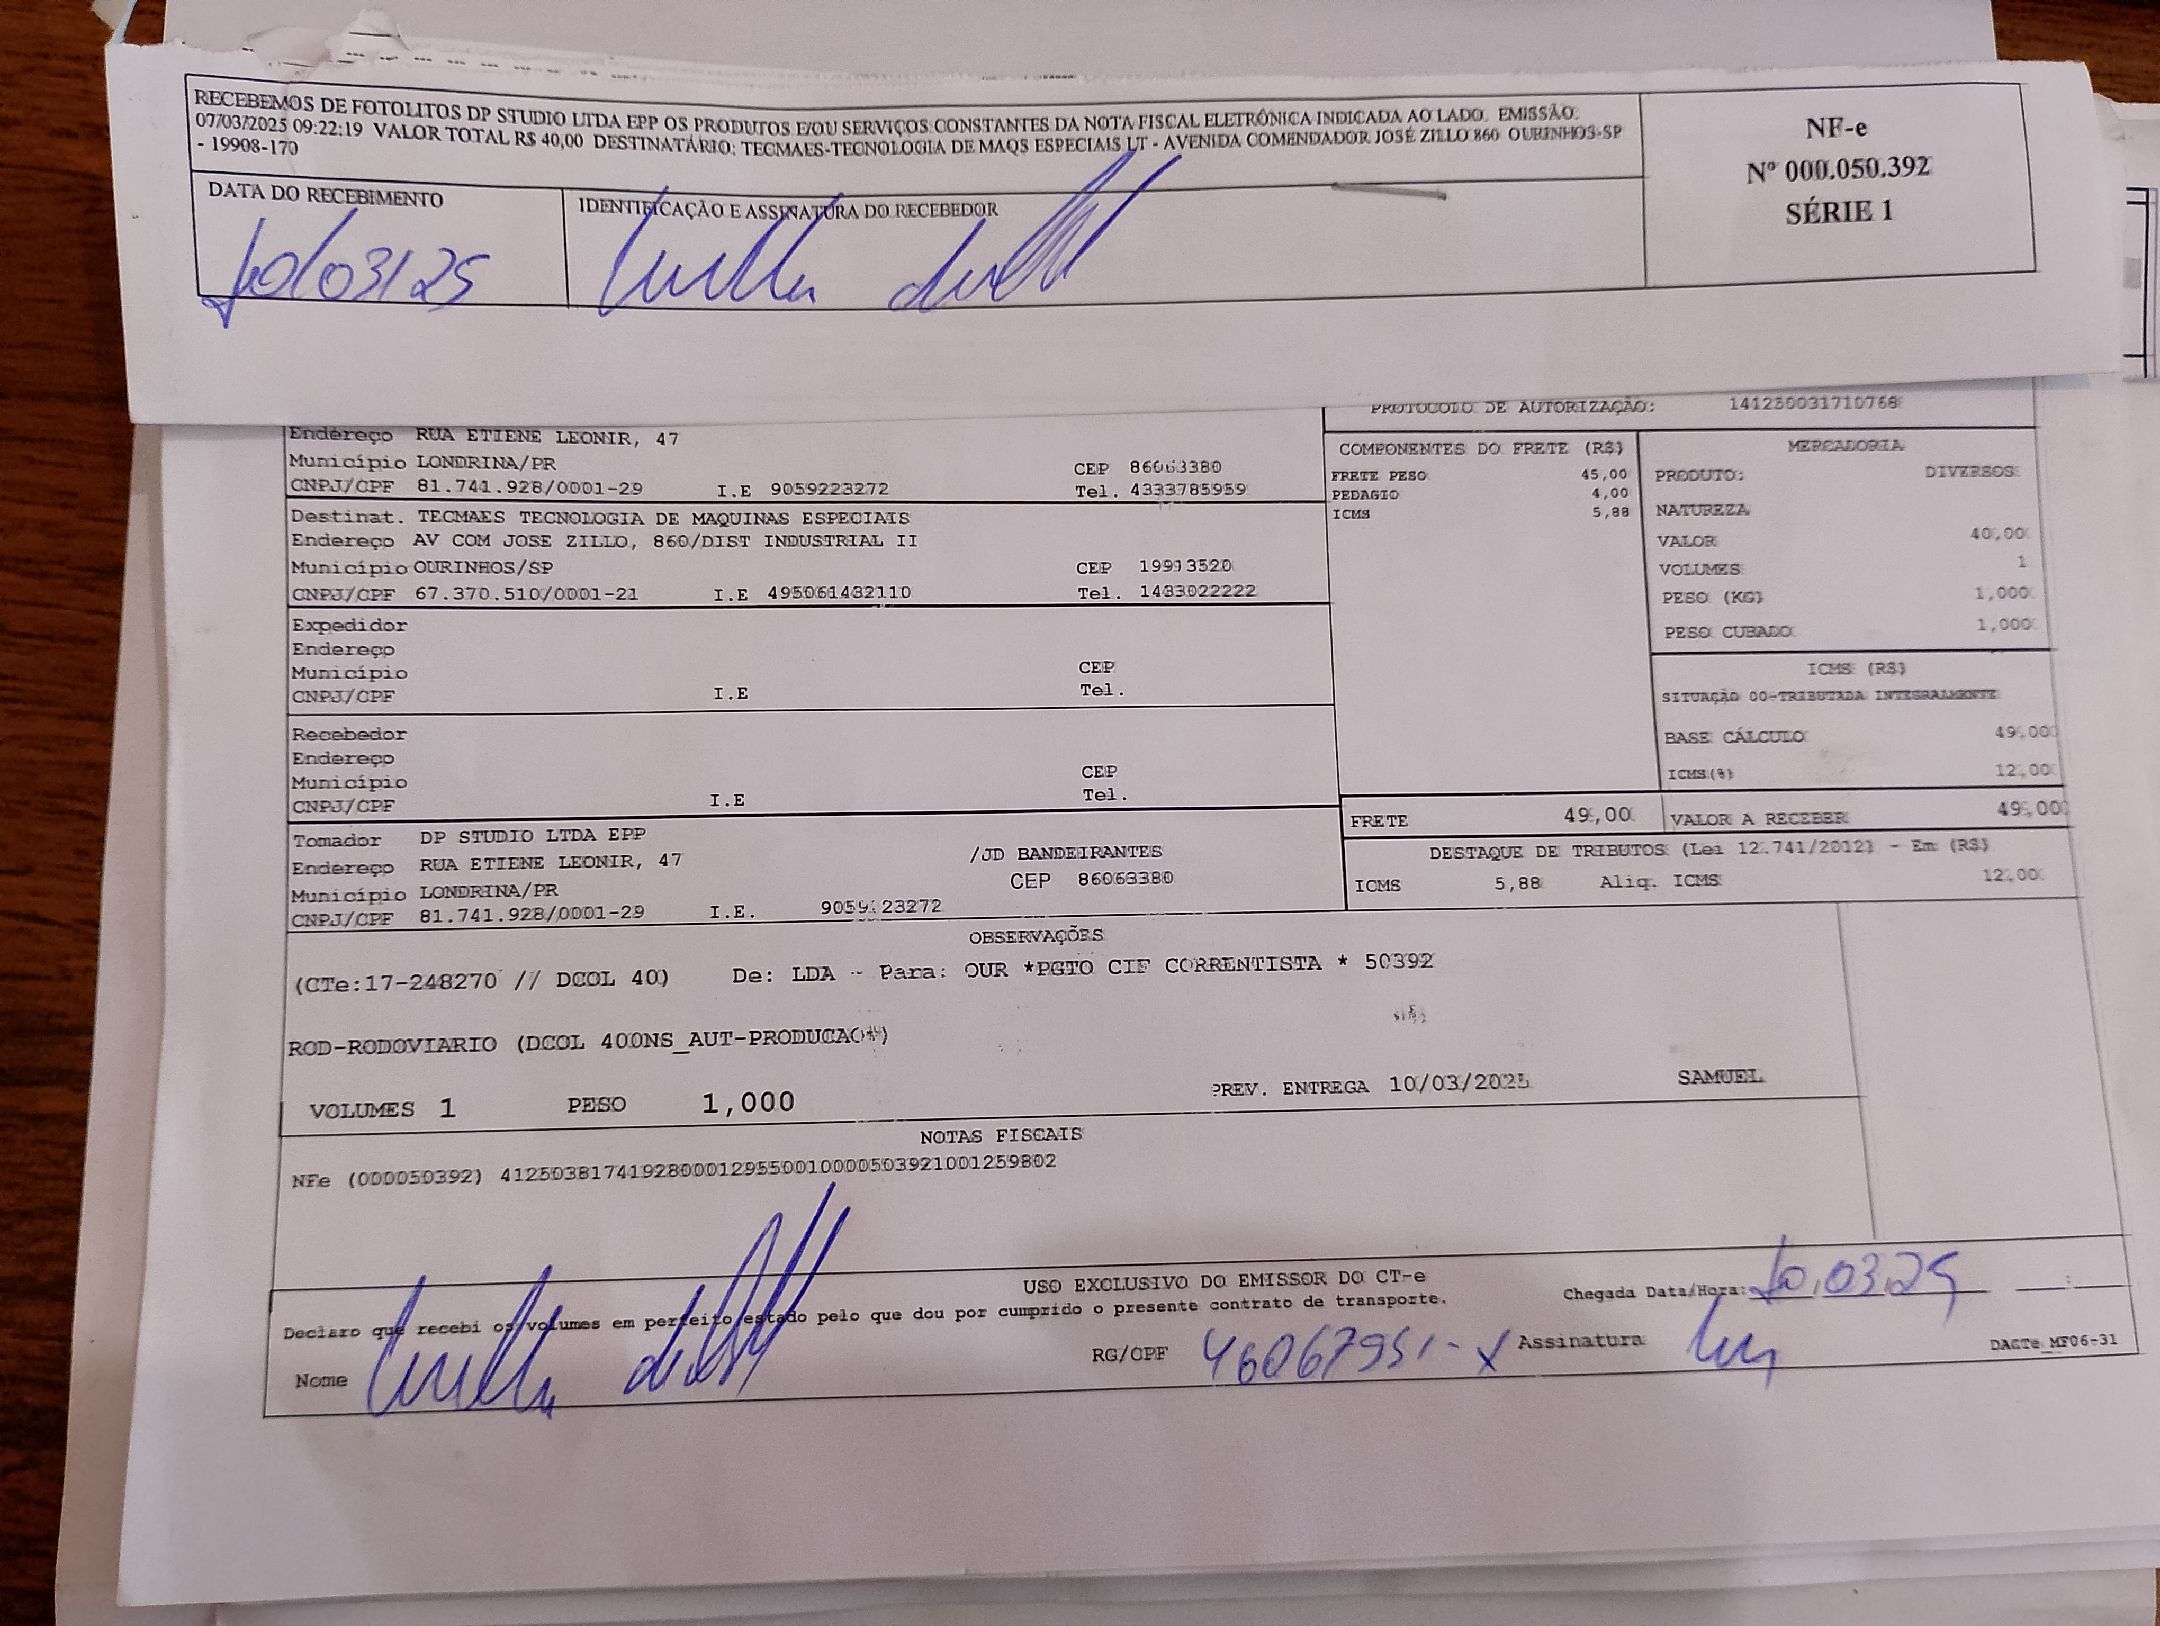 RECEBEMOS DE FOTOLITOS DP STUDIO LTDA EPP OS PRODUTOS E/OU SERVIÇOS CONSTANTES DA NOTA FISCAL ELETRÔNICA INDICADA AO LADO. EMISSÃO:
07/03/2025 09:22:19 VALOR TOTAL R$ 40,00 DESTINATÁRIO: TECMAES-TECNOLOGIA DE MAQS ESPECIAIS LT - AVENIDA COMENDADOR JOSÉ ZILLO 860 OURINHOS-SP
- 19908-170
NF-e
Nº 000.050.392
SÉRIE 1
DATA DO RECEBIMENTO
10/03/25
IDENTIFICAÇÃO E ASSINATURA DO RECEBEDOR
PROTOCOLO DE AUTORIZAÇÃO: 141250031710768
Endereço RUA ETIENE LEONIR, 47
Município LONDRINA/PR CEP 86063380
CNPJ/CPF 81.741.928/0001-29 I.E 9059223272 Tel. 4333785959
Destinat. TECMAES TECNOLOGIA DE MAQUINAS ESPECIAIS
Endereço AV COM JOSE ZILLO, 860/DIST INDUSTRIAL II
Município OURINHOS/SP CEP 19913520
CNPJ/CPF 67.370.510/0001-21 I.E 495061432110 Tel. 1433022222
Expedidor
Endereço
Município CEP
CNPJ/CPF I.E Tel.
Recebedor
Endereço
Município CEP
CNPJ/CPF I.E Tel.
Tomador DP STUDIO LTDA EPP
Endereço RUA ETIENE LEONIR, 47 /JD BANDEIRANTES
Município LONDRINA/PR CEP 86063380
CNPJ/CPF 81.741.928/0001-29 I.E. 9059223272
COMPONENTES DO FRETE (R$)
FRETE PESO 45,00
PEDAGIO 4,00
ICMS 5,88
MERCADORIA
PRODUTO: DIVERSOS
NATUREZA
VALOR 40,00
VOLUMES 1
PESO (KG) 1,000
PESO CUBADO 1,000
ICMS (R$)
SITUAÇÃO 00-TRIBUTADA INTEGRALMENTE
BASE CÁLCULO 49,00
ICMS(%) 12,00
FRETE 49,00 VALOR A RECEBER 49,00
DESTAQUE DE TRIBUTOS (Lei 12.741/2012) - Em (R$)
ICMS 5,88 Aliq. ICMS 12,00
OBSERVAÇÕES
(CTe:17-248270 // DCOL 40) De: LDA - Para: OUR *PGTO CIF CORRENTISTA * 50392
ROD-RODOVIARIO (DCOL 400NS_AUT-PRODUCAO**)
VOLUMES 1 PESO 1,000 PREV. ENTREGA 10/03/2025 SAMUEL
NOTAS FISCAIS
NFe (000050392) 41250381741928000129550010000503921001259802
USO EXCLUSIVO DO EMISSOR DO CT-e
Declaro que recebi os volumes em perfeito estado pelo que dou por cumprido o presente contrato de transporte.
Chegada Data/Hora: 10.03.25 :
Nome RG/CPF 46067951-X Assinatura DACTe_MF06-31